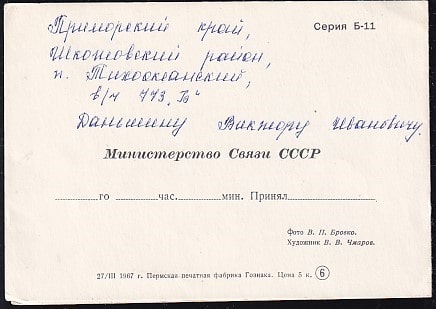 Серия Б-11
Приморский край,
Шкотовский район,
п. Тихоокеанский,
в/ч 773 "Б"
Данишину Виктору Ивановичу.
Министерство Связи СССР
го час. мин. Принял
Фото В. П. Бровко.
Художник В. В. Чмаров.
27/III 1967 г. Пермская печатная фабрика Гознака. Цена 5 к. 6